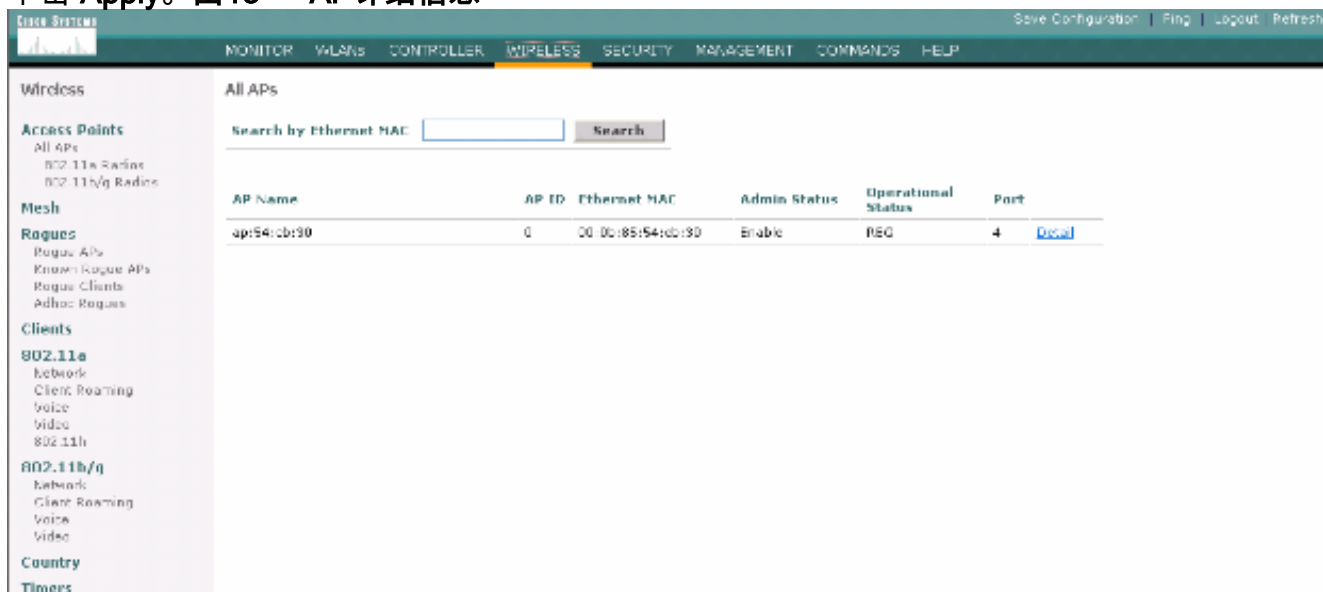 Apply。
Cisco Systems
Save Configuration | Ping | Logout Refresh
MONITOR WLANs CONTROLLER WIRELESS SECURITY MANAGEMENT COMMANDS HELP
Wireless
Access Points
All APs
802.11a Radios
802.11b/g Radios
Mesh
Rogues
Rogue APs
Known Rogue APs
Rogue Clients
Adhoc Rogues
Clients
802.11a
Network
Client Roaming
Voice
Video
802.11h
802.11b/g
Network
Client Roaming
Voice
Video
Country
Timers
All APs
Search by Ethernet MAC Search
AP Name AP ID Ethernet MAC Admin Status Operational Status Port
ap:54:cb:90 0 00:0b:85:54:cb:90 Enable REG 4 Detail